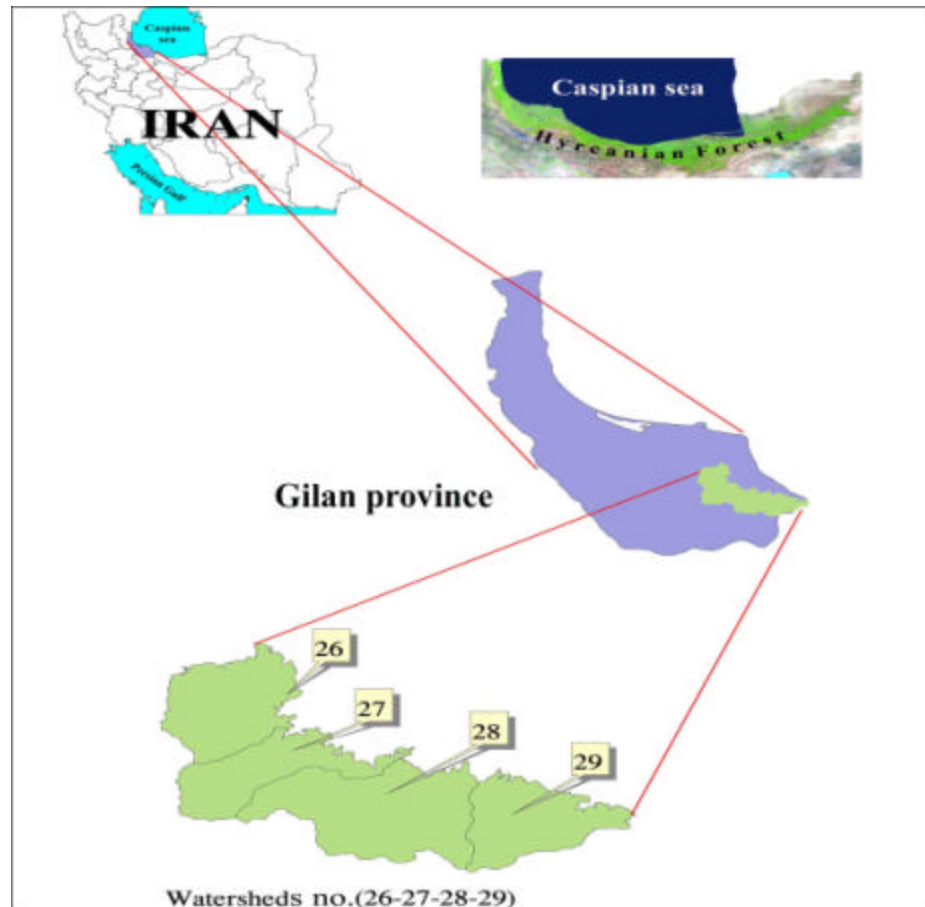 Caspian
sea
IRAN
Persian Gulf
Caspian sea
Hyrcanian Forest
Gilan province
26
27
28
29
Watersheds no.(26-27-28-29)